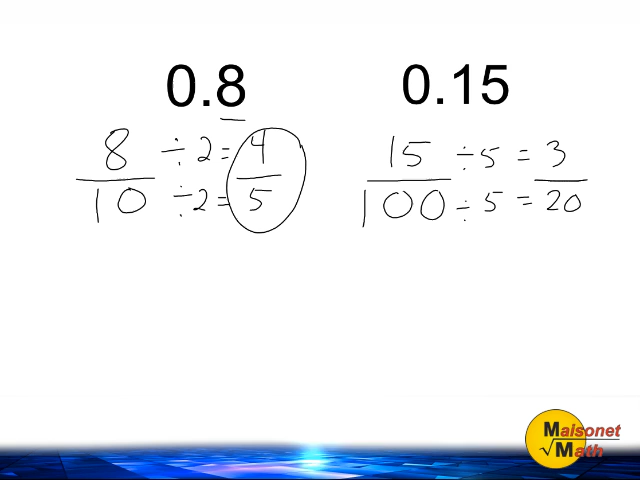 0.8 0.15
8 ÷ 2 = 4 15 ÷ 5 = 3
10 ÷ 2 = 5 100 ÷ 5 = 20
Maisonet
√Math